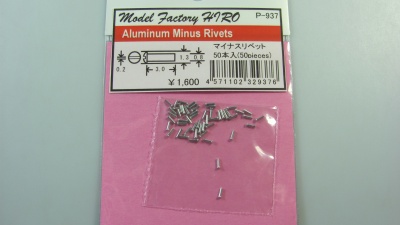 Model Factory HIRO P-937
Aluminum Minus Rivets
マイナスリベット
50本入(50pieces)
0.2 3.0 1.2 0.8
¥1,600
4571102329376